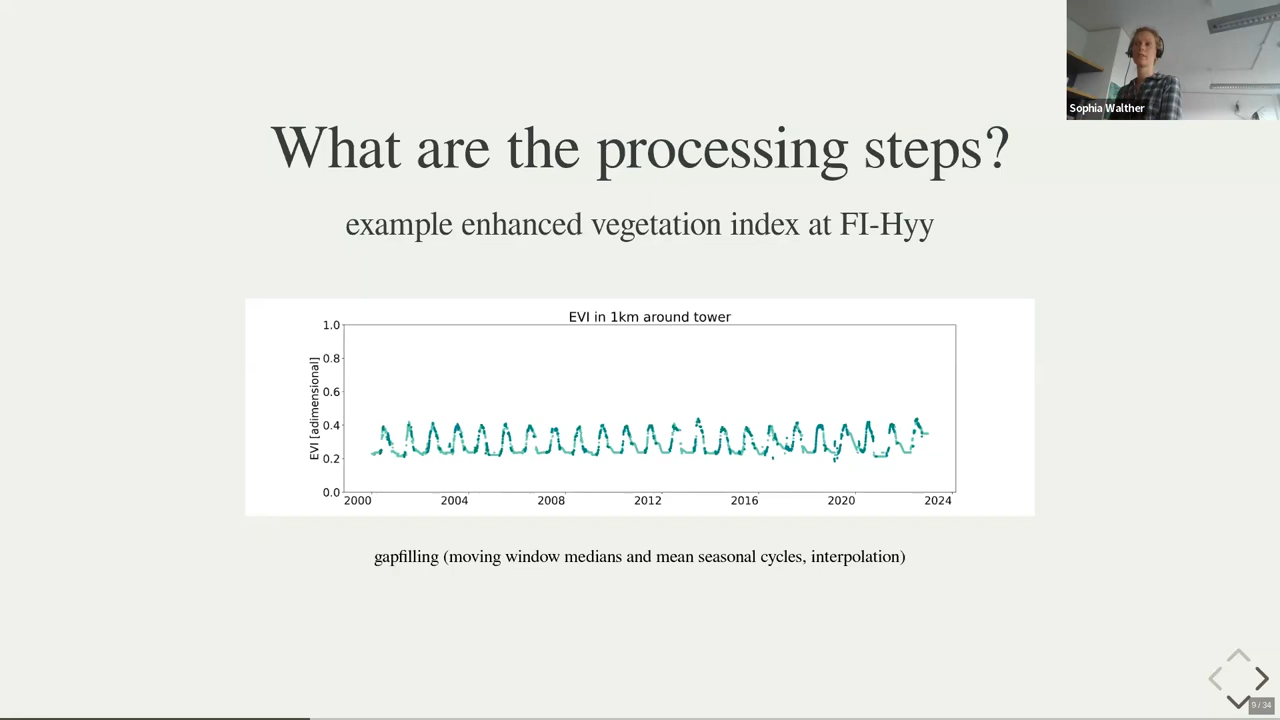 Sophia Walther
What are the processing steps?
example enhanced vegetation index at FI-Hyy
EVI in 1km around tower
EVI [adimensional]
1.0
0.8
0.6
0.4
0.2
0.0
2000 2004 2008 2012 2016 2020 2024
gapfilling (moving window medians and mean seasonal cycles, interpolation)
9 / 34